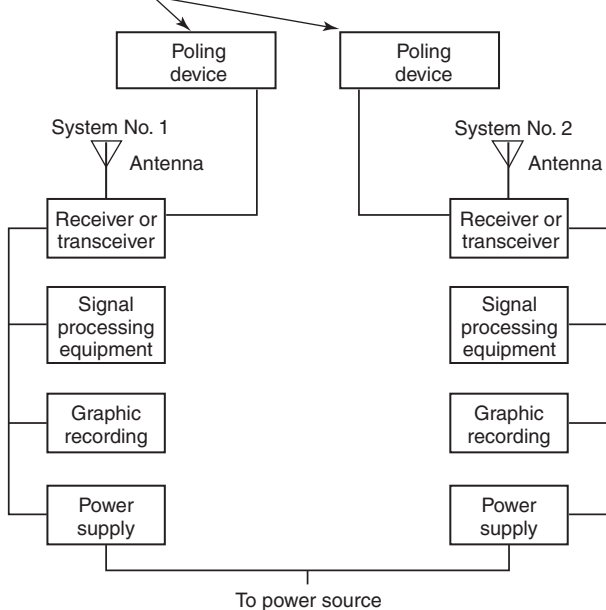 Poling
device
Poling
device
System No. 1
Antenna
System No. 2
Antenna
Receiver or
transceiver
Receiver or
transceiver
Signal
processing
equipment
Signal
processing
equipment
Graphic
recording
Graphic
recording
Power
supply
Power
supply
To power source